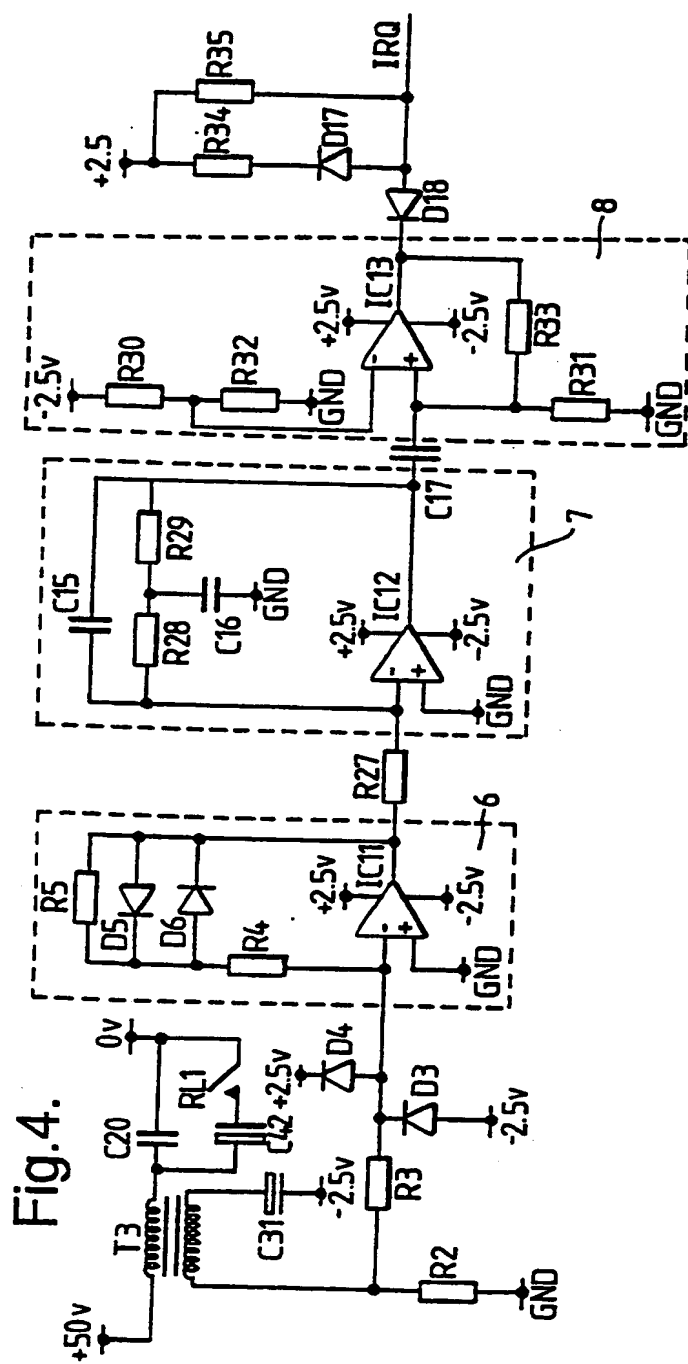 Fig.4.
+50v
T3
C20
0v
RL1
C42
C31
-2.5v
R2
GND
R3
D4
+2.5v
D3
-2.5v
R5
D5
D6
R4
IC11
+2.5v
-2.5v
-
+
GND
6
R27
C15
R28
R29
C16
GND
IC12
+2.5v
-2.5v
-
+
GND
7
C17
-2.5v
R30
R32
GND
IC13
+2.5v
-2.5v
-
+
R33
R31
GND
8
+2.5
R34
R35
D17
D18
IRQ